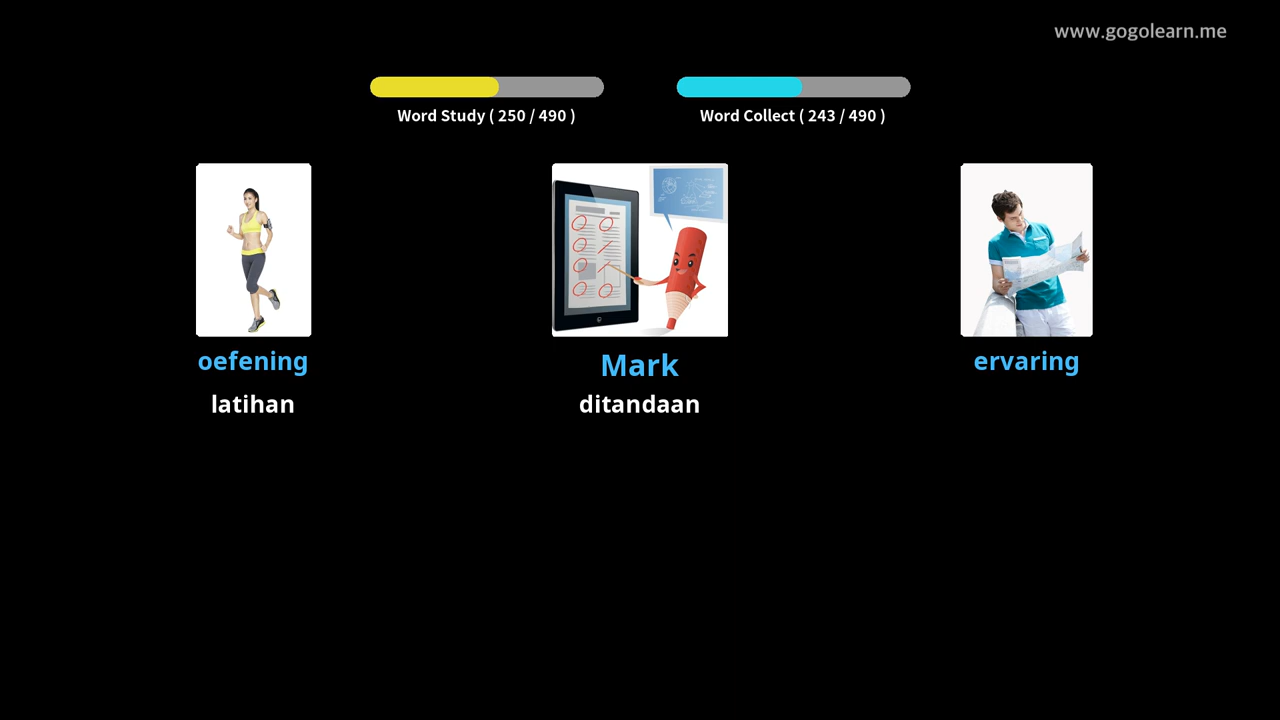 www.gogolearn.me
Word Study ( 250 / 490 )
Word Collect ( 243 / 490 )
oefening
Mark
ervaring
latihan
ditandaan